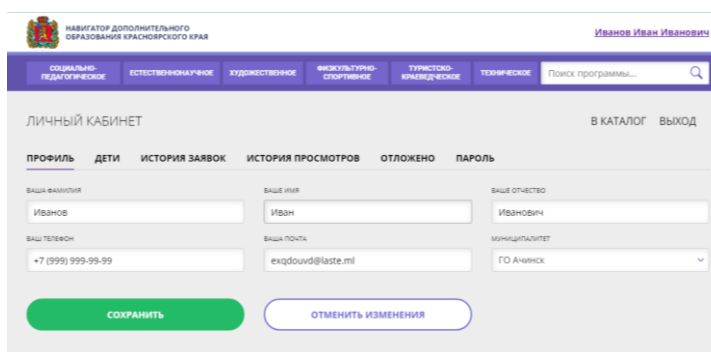 НАВИГАТОР ДОПОЛНИТЕЛЬНОГО
ОБРАЗОВАНИЯ КРАСНОЯРСКОГО КРАЯ
Иванов Иван Иванович
СОЦИАЛЬНО-
ПЕДАГОГИЧЕСКОЕ
ЕСТЕСТВЕННОНАУЧНОЕ
ХУДОЖЕСТВЕННОЕ
ФИЗКУЛЬТУРНО-
СПОРТИВНОЕ
ТУРИСТСКО-
КРАЕВЕДЧЕСКОЕ
ТЕХНИЧЕСКОЕ
Поиск программы...
ЛИЧНЫЙ КАБИНЕТ
В КАТАЛОГ ВЫХОД
ПРОФИЛЬ ДЕТИ ИСТОРИЯ ЗАЯВОК ИСТОРИЯ ПРОСМОТРОВ ОТЛОЖЕНО ПАРОЛЬ
ВАША ФАМИЛИЯ ВАШЕ ИМЯ ВАШЕ ОТЧЕСТВО
Иванов Иван Иванович
ВАШ ТЕЛЕФОН ВАША ПОЧТА МУНИЦИПАЛИТЕТ
+7 (999) 999-99-99 exqdouvd@laste.ml ГО Ачинск
СОХРАНИТЬ ОТМЕНИТЬ ИЗМЕНЕНИЯ